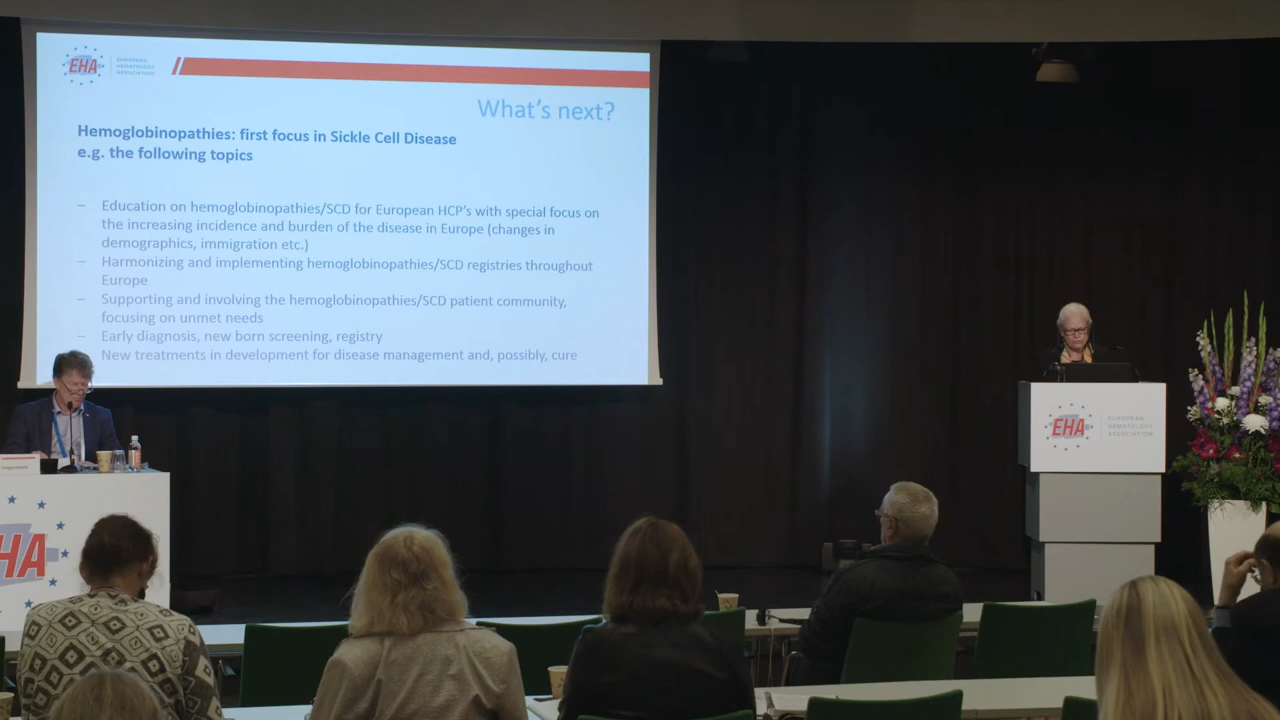 EHA
EUROPEAN
HEMATOLOGY
ASSOCIATION
What's next?
Hemoglobinopathies: first focus in Sickle Cell Disease
e.g. the following topics
– Education on hemoglobinopathies/SCD for European HCP's with special focus on
the increasing incidence and burden of the disease in Europe (changes in
demographics, immigration etc.)
– Harmonizing and implementing hemoglobinopathies/SCD registries throughout
Europe
– Supporting and involving the hemoglobinopathies/SCD patient community,
focusing on unmet needs
– Early diagnosis, new born screening, registry
New treatments in development for disease management and, possibly, cure
EHA
EUROPEAN
HEMATOLOGY
ASSOCIATION
HA